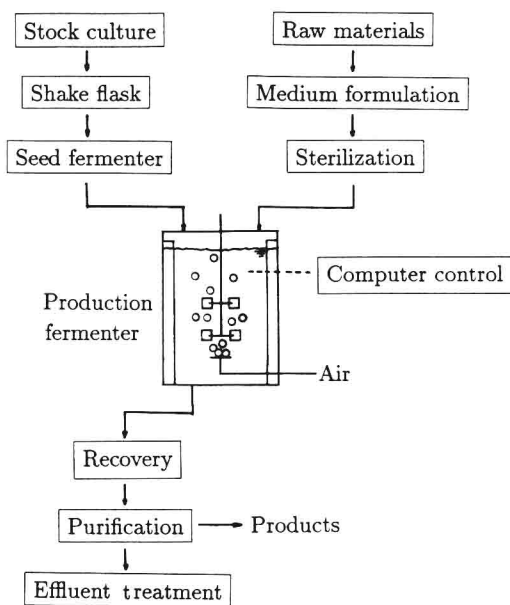 Stock culture
Raw materials
Shake flask
Medium formulation
Seed fermenter
Sterilization
Computer control
Production
fermenter
Air
Recovery
Purification
Products
Effluent treatment